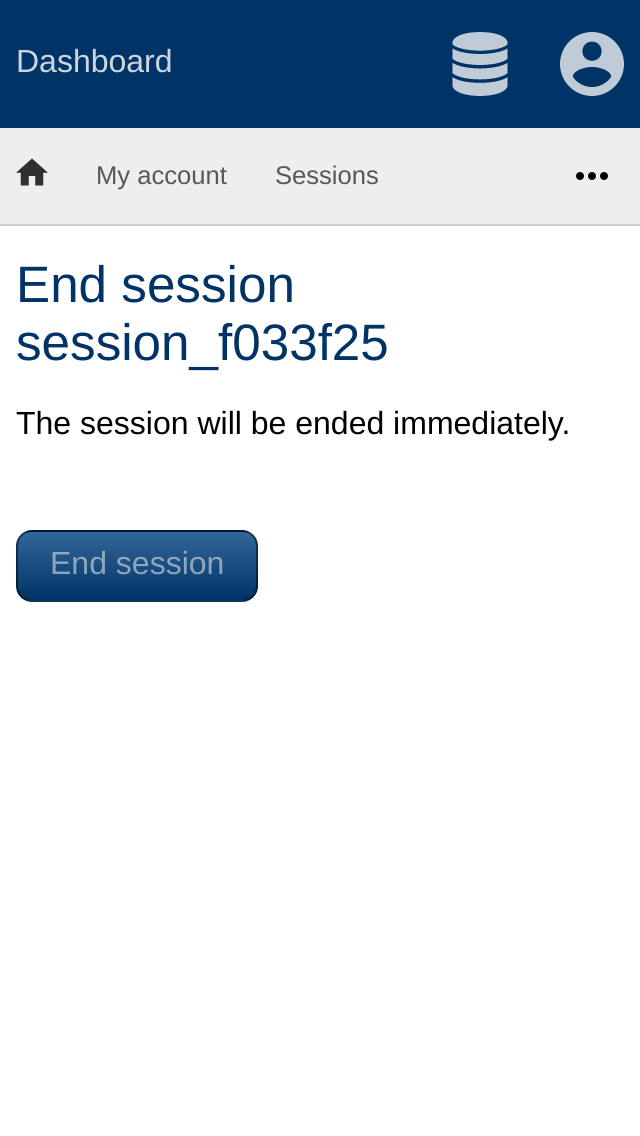 Dashboard
My account Sessions
End session
session_f033f25
The session will be ended immediately.
End session